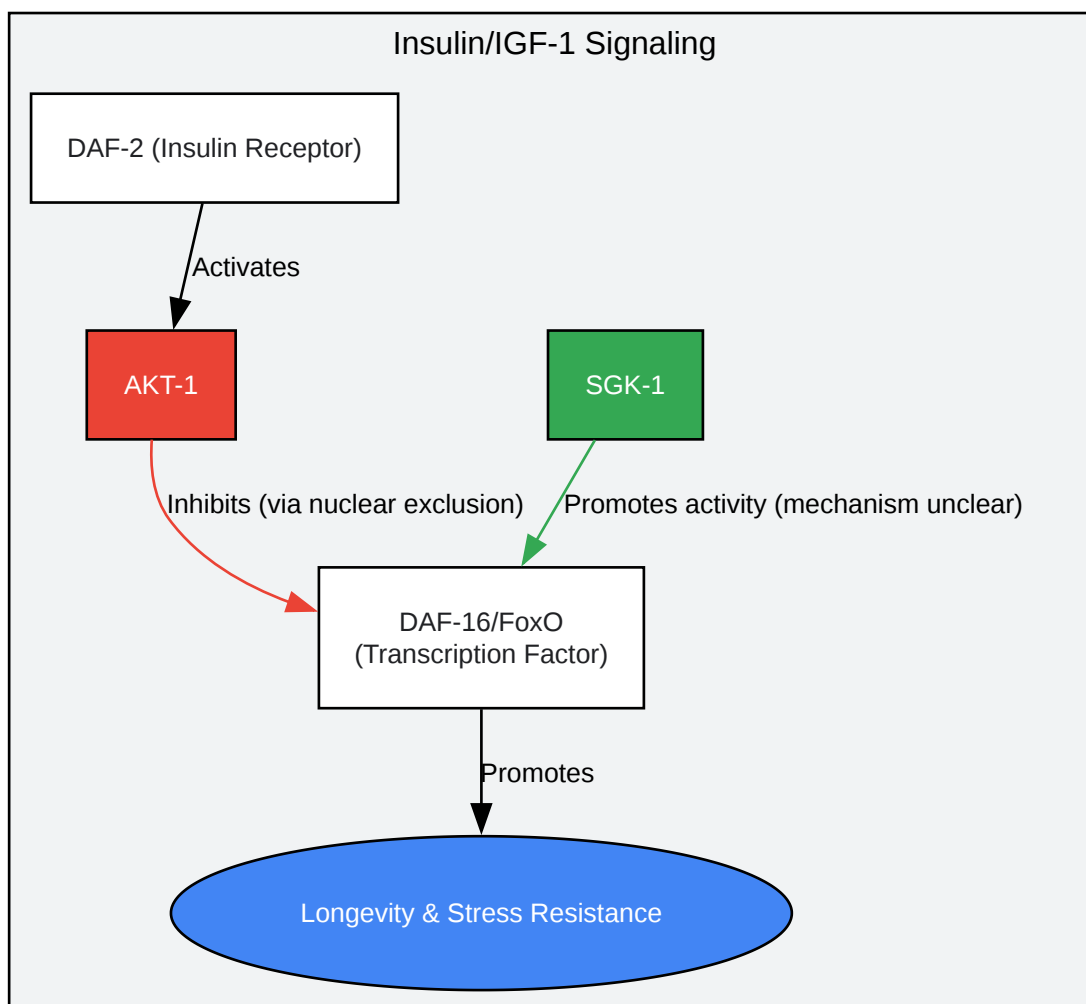 Insulin/IGF-1 Signaling
DAF-2 (Insulin Receptor)
Activates
AKT-1
SGK-1
Inhibits (via nuclear exclusion)
Promotes activity (mechanism unclear)
DAF-16/FoxO
(Transcription Factor)
Promotes
Longevity & Stress Resistance